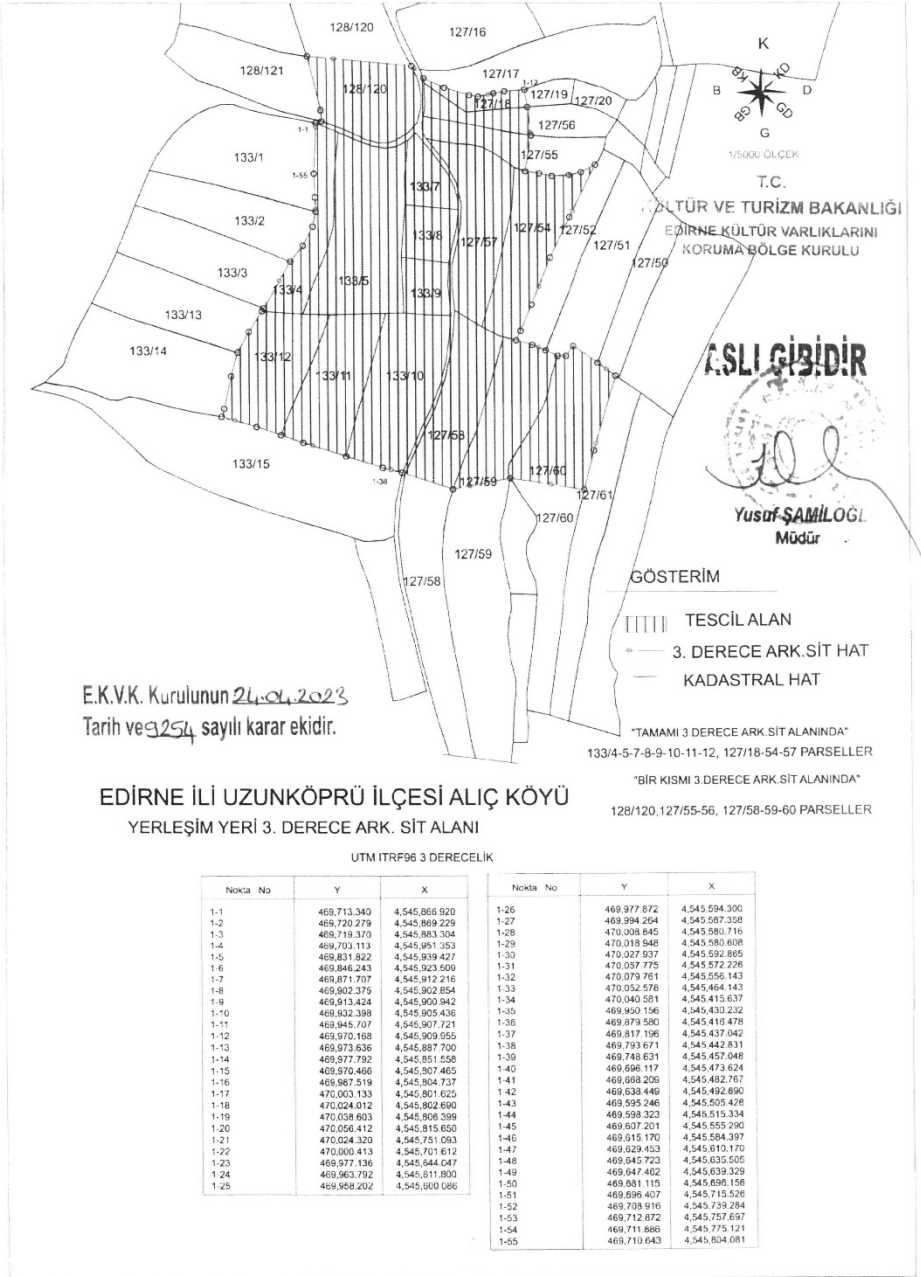 128/120
127/16
K
127/17
KB
KD
128/121
128/120
1-12
127/19
127/18
127/20
B
D
127/56
GB
GD
G
1-1
127/55
1/5000 ÖLÇEK
133/1
T.C.
1-55
133/7
KÜLTÜR VE TURİZM BAKANLIĞI
133/2
133/8
127/57
127/54
127/52
EDİRNE KÜLTÜR VARLIKLARINI
127/51
KORUMA BÖLGE KURULU
127/50
133/3
133/4
133/5
133/9
133/13
133/14
133/12
133/11
133/10
ASLI GİBİDİR
127/58
133/15
1-38
127/59
127/60
127/61
127/60
Yusuf ŞAMİLOĞL
Müdür
127/59
127/58
GÖSTERİM
TESCİL ALAN
3. DERECE ARK.SİT HAT
KADASTRAL HAT
E.K.V.K. Kurulunun 24.04.2023
Tarih ve 9254 sayılı karar ekidir.
"TAMAMI 3.DERECE ARK.SİT ALANINDA"
133/4-5-7-8-9-10-11-12, 127/18-54-57 PARSELLER
"BİR KISMI 3.DERECE ARK.SİT ALANINDA"
128/120,127/55-56, 127/58-59-60 PARSELLER
EDİRNE İLİ UZUNKÖPRÜ İLÇESİ ALIÇ KÖYÜ
YERLEŞİM YERİ 3. DERECE ARK. SİT ALANI
UTM ITRF96 3 DERECELİK
Nokta No Y X
1-1 469,713.340 4,545,866.920
1-2 469,720.279 4,545,869.229
1-3 469,719.370 4,545,883.304
1-4 469,703.113 4,545,951.353
1-5 469,831.822 4,545,939.427
1-6 469,846.243 4,545,923.509
1-7 469,871.707 4,545,912.216
1-8 469,902.375 4,545,902.854
1-9 469,913.424 4,545,900.942
1-10 469,932.398 4,545,905.436
1-11 469,945.707 4,545,907.721
1-12 469,970.168 4,545,909.955
1-13 469,973.636 4,545,887.700
1-14 469,977.792 4,545,851.558
1-15 469,970.466 4,545,807.465
1-16 469,987.519 4,545,804.737
1-17 470,003.133 4,545,801.625
1-18 470,024.012 4,545,802.690
1-19 470,038.603 4,545,806.399
1-20 470,056.412 4,545,815.650
1-21 470,024.320 4,545,751.093
1-22 470,000.413 4,545,701.612
1-23 469,977.136 4,545,644.047
1-24 469,963.792 4,545,611.800
1-25 469,958.202 4,545,600.086
Nokta No Y X
1-26 469,977.872 4,545,594.300
1-27 469,994.264 4,545,587.358
1-28 470,008.845 4,545,580.716
1-29 470,018.948 4,545,580.608
1-30 470,027.937 4,545,592.865
1-31 470,057.775 4,545,572.226
1-32 470,079.761 4,545,556.143
1-33 470,052.578 4,545,464.143
1-34 470,040.581 4,545,415.637
1-35 469,950.156 4,545,430.232
1-36 469,879.580 4,545,416.478
1-37 469,817.196 4,545,437.042
1-38 469,793.671 4,545,442.831
1-39 469,748.631 4,545,457.048
1-40 469,696.117 4,545,473.624
1-41 469,668.209 4,545,482.767
1-42 469,638.449 4,545,492.890
1-43 469,595.246 4,545,505.426
1-44 469,598.323 4,545,515.334
1-45 469,607.201 4,545,555.290
1-46 469,615.170 4,545,584.397
1-47 469,629.453 4,545,610.170
1-48 469,645.723 4,545,635.505
1-49 469,647.462 4,545,639.329
1-50 469,681.115 4,545,696.156
1-51 469,696.407 4,545,715.526
1-52 469,708.916 4,545,739.284
1-53 469,712.872 4,545,757.697
1-54 469,711.886 4,545,775.121
1-55 469,710.643 4,545,804.081